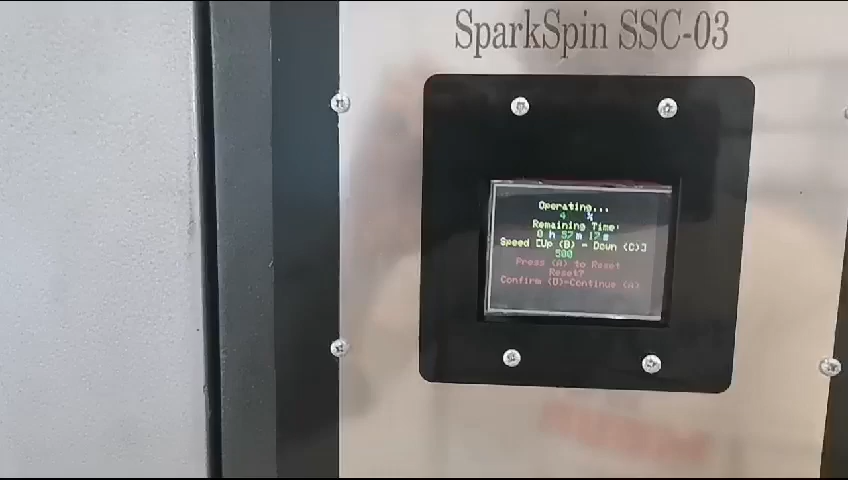 SparkSpin SSC-03
Operating...
4 %
Remaining Time:
0 h 57 m 17 s
Speed [Up (B) - Down (C)]
500
Press (A) to Reset
Reset?
Confirm (B)-Continue (A)